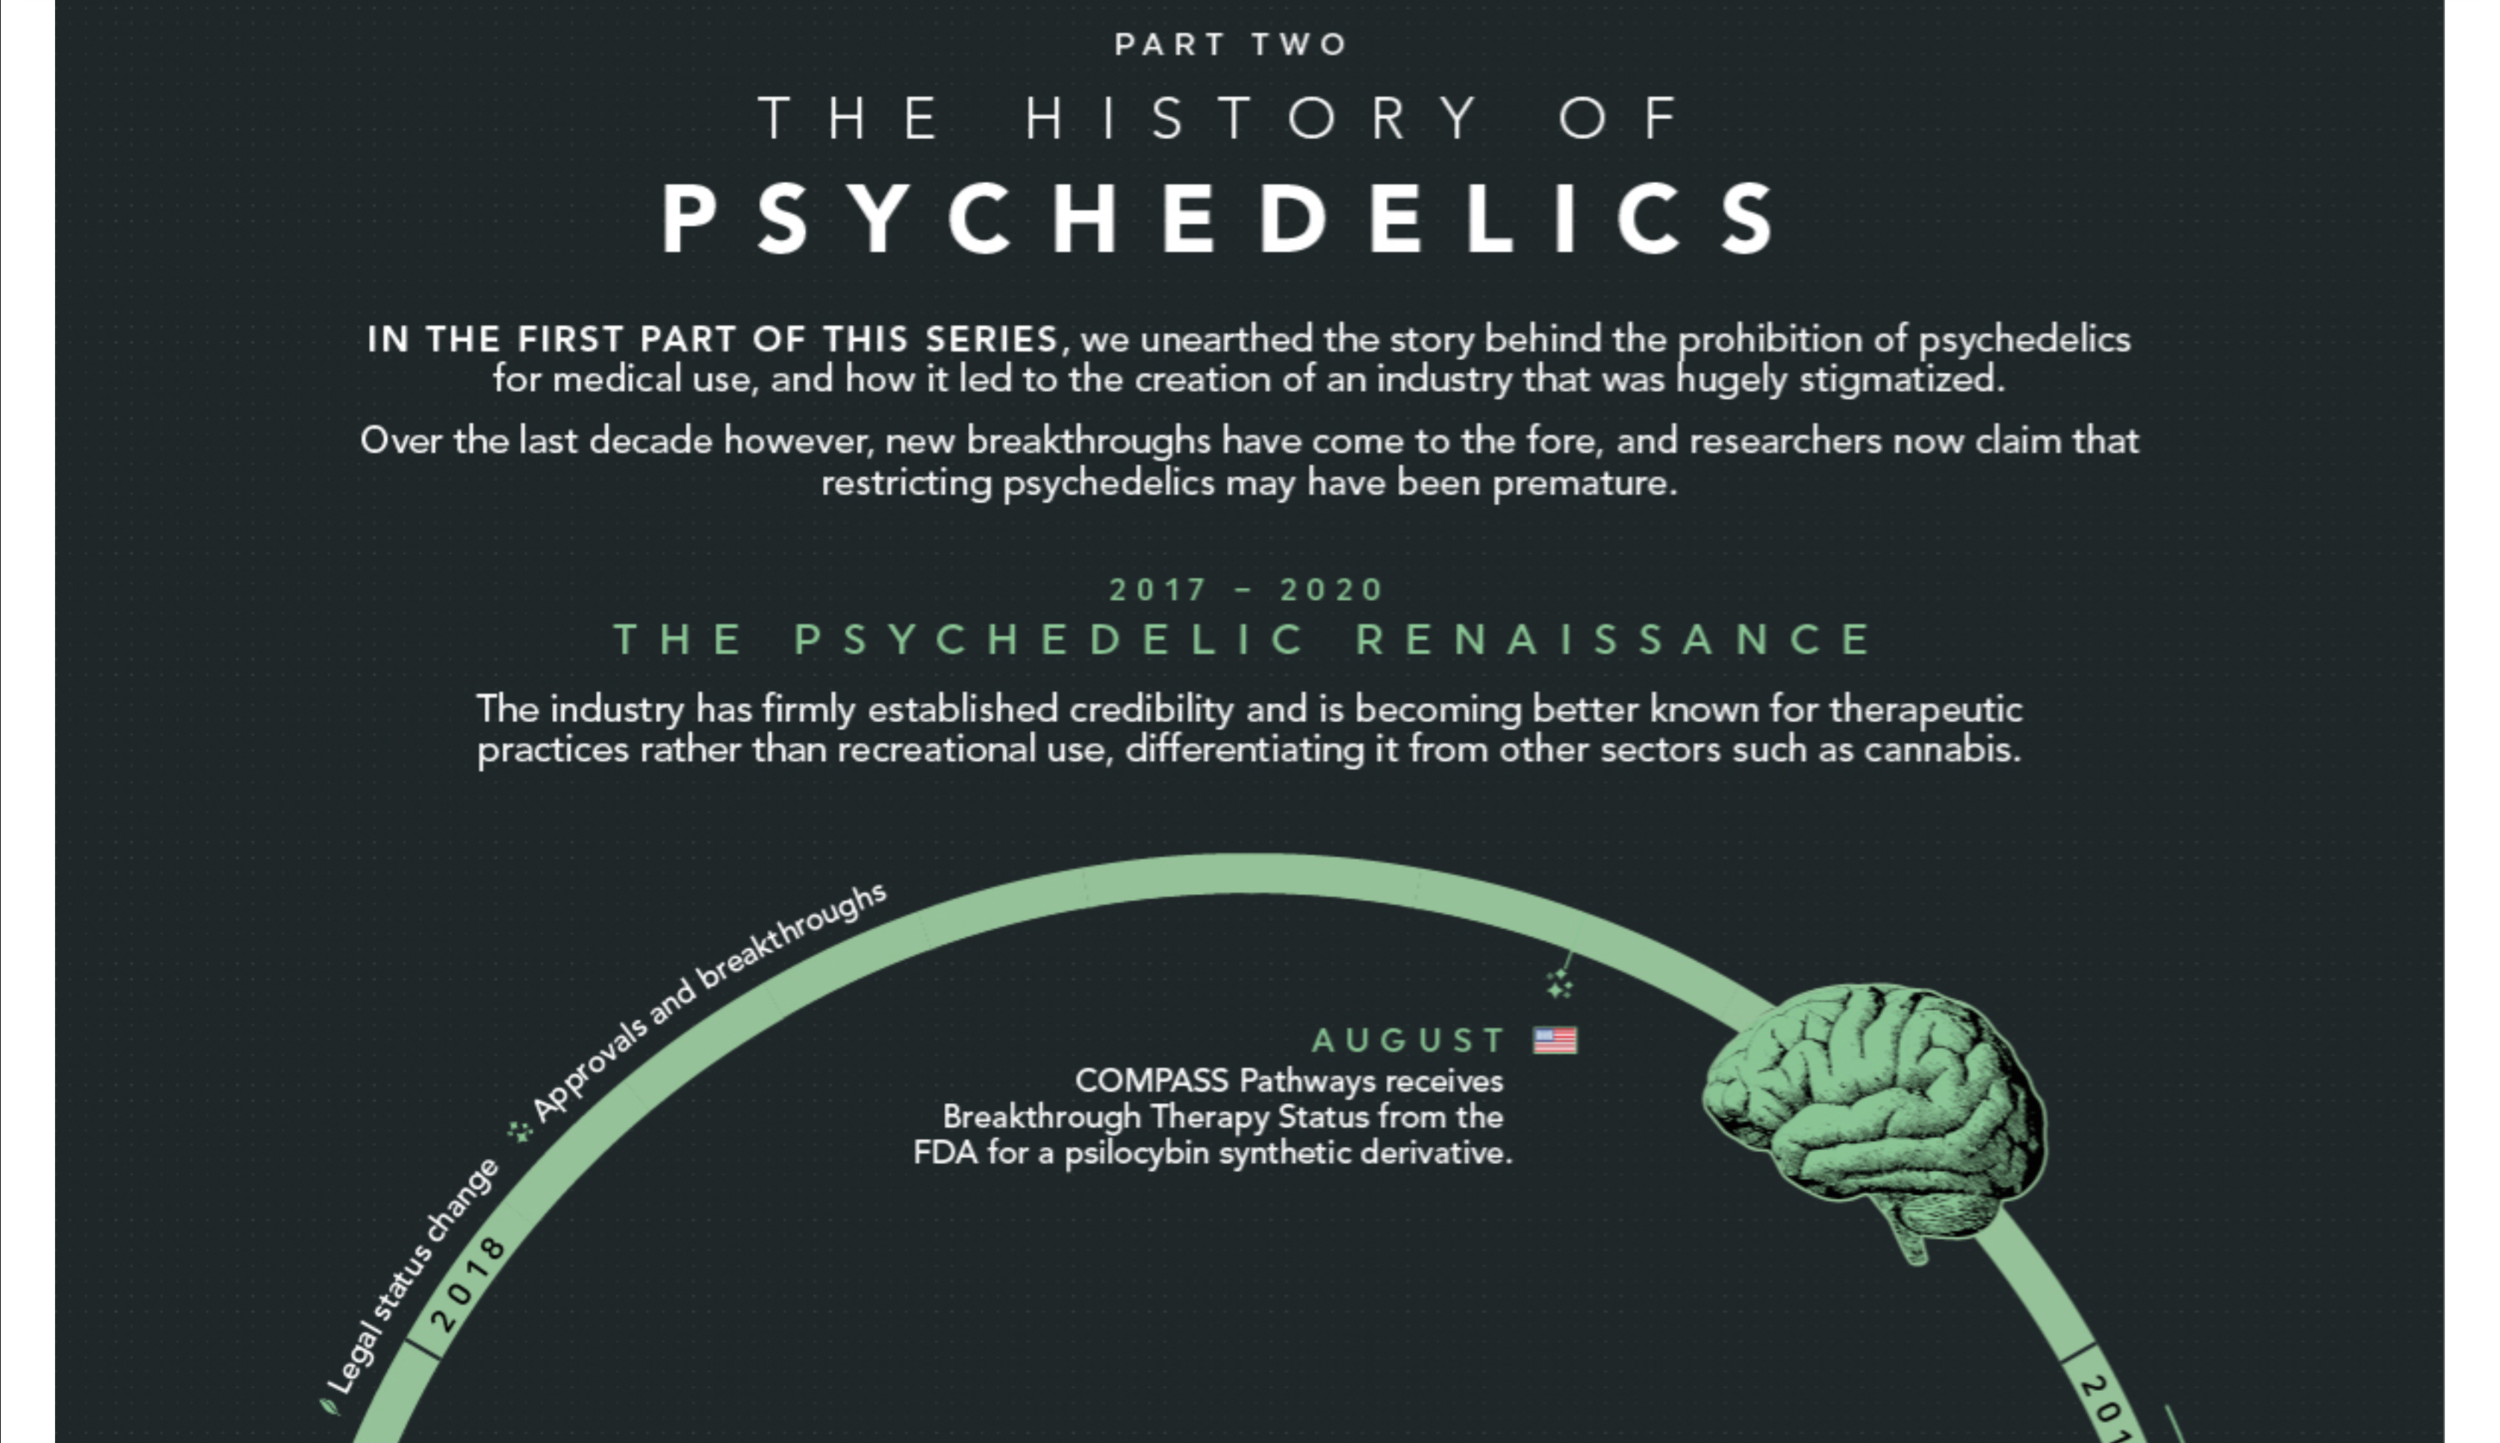 PART TWO
THE HISTORY OF
PSYCHEDELICS
IN THE FIRST PART OF THIS SERIES, we unearthed the story behind the prohibition of psychedelics
for medical use, and how it led to the creation of an industry that was hugely stigmatized.
Over the last decade however, new breakthroughs have come to the fore, and researchers now claim that
restricting psychedelics may have been premature.
2017 – 2020
THE PSYCHEDELIC RENAISSANCE
The industry has firmly established credibility and is becoming better known for therapeutic
practices rather than recreational use, differentiating it from other sectors such as cannabis.
Approvals and breakthroughs
Legal status change
2018
AUGUST
COMPASS Pathways receives
Breakthrough Therapy Status from the
FDA for a psilocybin synthetic derivative.
201